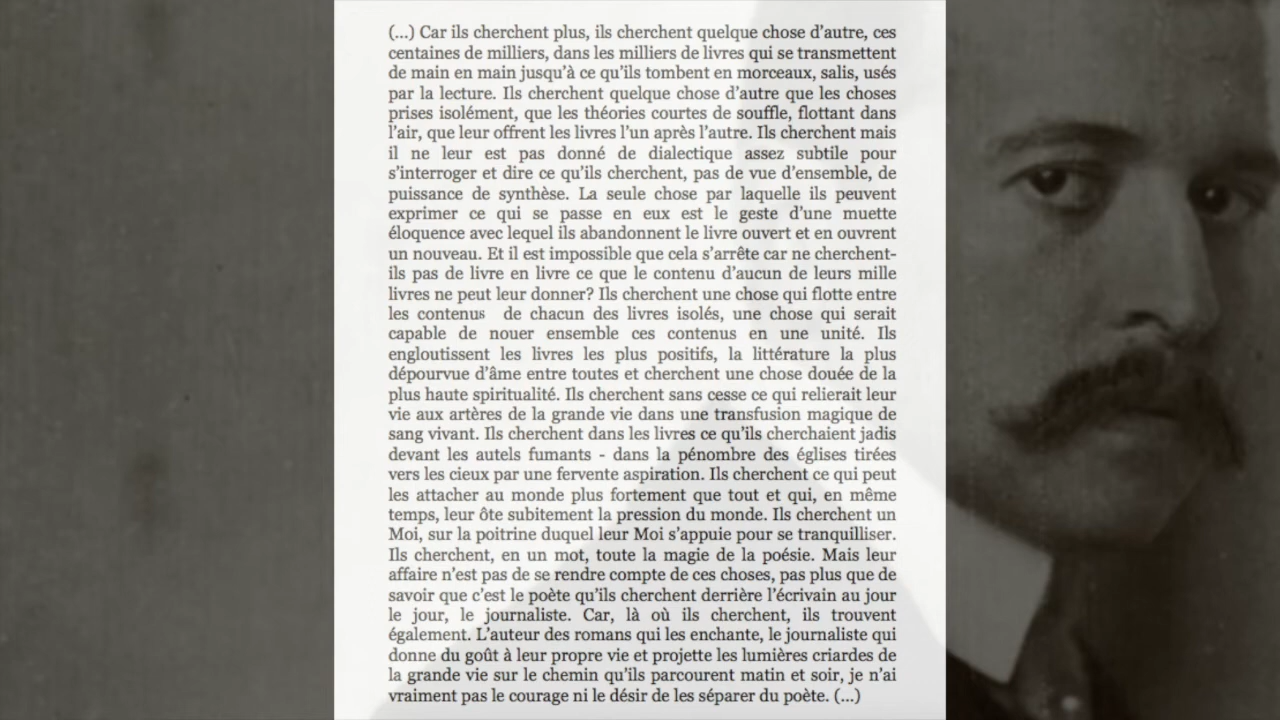 (...) Car ils cherchent plus, ils cherchent quelque chose d’autre, ces
centaines de milliers, dans les milliers de livres qui se transmettent
de main en main jusqu’à ce qu’ils tombent en morceaux, salis, usés
par la lecture. Ils cherchent quelque chose d’autre que les choses
prises isolément, que les théories courtes de souffle, flottant dans
l’air, que leur offrent les livres l’un après l’autre. Ils cherchent mais
il ne leur est pas donné de dialectique assez subtile pour
s’interroger et dire ce qu’ils cherchent, pas de vue d’ensemble, de
puissance de synthèse. La seule chose par laquelle ils peuvent
exprimer ce qui se passe en eux est le geste d’une muette
éloquence avec lequel ils abandonnent le livre ouvert et en ouvrent
un nouveau. Et il est impossible que cela s’arrête car ne cherchent-
ils pas de livre en livre ce que le contenu d’aucun de leurs mille
livres ne peut leur donner? Ils cherchent une chose qui flotte entre
les contenus de chacun des livres isolés, une chose qui serait
capable de nouer ensemble ces contenus en une unité. Ils
engloutissent les livres les plus positifs, la littérature la plus
dépourvue d’âme entre toutes et cherchent une chose douée de la
plus haute spiritualité. Ils cherchent sans cesse ce qui relierait leur
vie aux artères de la grande vie dans une transfusion magique de
sang vivant. Ils cherchent dans les livres ce qu’ils cherchaient jadis
devant les autels fumants - dans la pénombre des églises tirées
vers les cieux par une fervente aspiration. Ils cherchent ce qui peut
les attacher au monde plus fortement que tout et qui, en même
temps, leur ôte subitement la pression du monde. Ils cherchent un
Moi, sur la poitrine duquel leur Moi s’appuie pour se tranquilliser.
Ils cherchent, en un mot, toute la magie de la poésie. Mais leur
affaire n’est pas de se rendre compte de ces choses, pas plus que de
savoir que c’est le poète qu’ils cherchent derrière l’écrivain au jour
le jour, le journaliste. Car, là où ils cherchent, ils trouvent
également. L’auteur des romans qui les enchante, le journaliste qui
donne du goût à leur propre vie et projette les lumières criardes de
la grande vie sur le chemin qu’ils parcourent matin et soir, je n’ai
vraiment pas le courage ni le désir de les séparer du poète. (...)